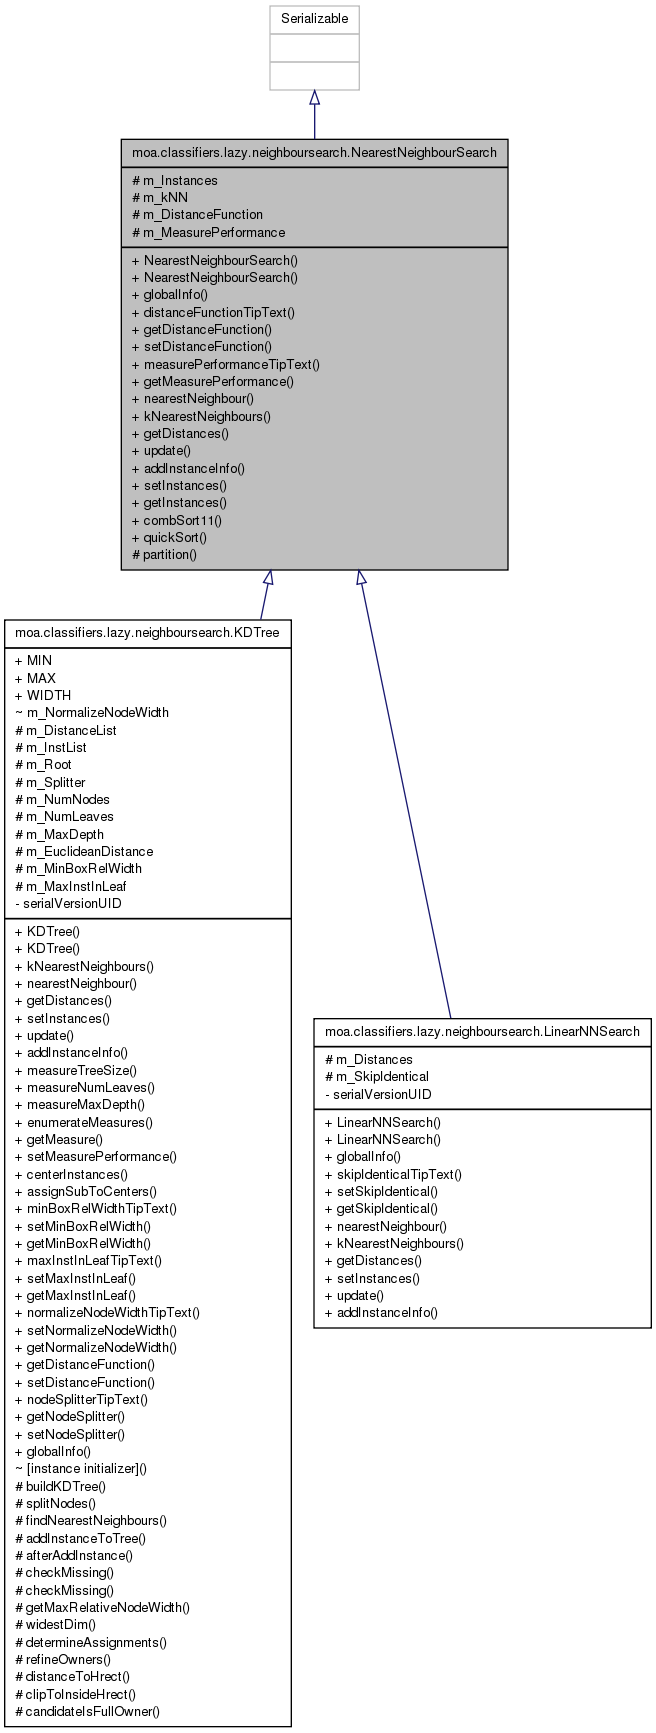 Serializable
moa.classifiers.lazy.neighboursearch.NearestNeighbourSearch
# m_Instances
# m_kNN
# m_DistanceFunction
# m_MeasurePerformance
+ NearestNeighbourSearch()
+ NearestNeighbourSearch()
+ globalInfo()
+ distanceFunctionTipText()
+ getDistanceFunction()
+ setDistanceFunction()
+ measurePerformanceTipText()
+ getMeasurePerformance()
+ nearestNeighbour()
+ kNearestNeighbours()
+ getDistances()
+ update()
+ addInstanceInfo()
+ setInstances()
+ getInstances()
+ combSort11()
+ quickSort()
# partition()
moa.classifiers.lazy.neighboursearch.KDTree
+ MIN
+ MAX
+ WIDTH
~ m_NormalizeNodeWidth
# m_DistanceList
# m_InstList
# m_Root
# m_Splitter
# m_NumNodes
# m_NumLeaves
# m_MaxDepth
# m_EuclideanDistance
# m_MinBoxRelWidth
# m_MaxInstInLeaf
- serialVersionUID
+ KDTree()
+ KDTree()
+ kNearestNeighbours()
+ nearestNeighbour()
+ getDistances()
+ setInstances()
+ update()
+ addInstanceInfo()
+ measureTreeSize()
+ measureNumLeaves()
+ measureMaxDepth()
+ enumerateMeasures()
+ getMeasure()
+ setMeasurePerformance()
+ centerInstances()
+ assignSubToCenters()
+ minBoxRelWidthTipText()
+ setMinBoxRelWidth()
+ getMinBoxRelWidth()
+ maxInstInLeafTipText()
+ setMaxInstInLeaf()
+ getMaxInstInLeaf()
+ normalizeNodeWidthTipText()
+ setNormalizeNodeWidth()
+ getNormalizeNodeWidth()
+ getDistanceFunction()
+ setDistanceFunction()
+ nodeSplitterTipText()
+ getNodeSplitter()
+ setNodeSplitter()
+ globalInfo()
~ [instance initializer]()
# buildKDTree()
# splitNodes()
# findNearestNeighbours()
# addInstanceToTree()
# afterAddInstance()
# checkMissing()
# checkMissing()
# getMaxRelativeNodeWidth()
# widestDim()
# determineAssignments()
# refineOwners()
# distanceToHrect()
# clipToInsideHrect()
# candidateIsFullOwner()
moa.classifiers.lazy.neighboursearch.LinearNNSearch
# m_Distances
# m_SkipIdentical
- serialVersionUID
+ LinearNNSearch()
+ LinearNNSearch()
+ globalInfo()
+ skipIdenticalTipText()
+ setSkipIdentical()
+ getSkipIdentical()
+ nearestNeighbour()
+ kNearestNeighbours()
+ getDistances()
+ setInstances()
+ update()
+ addInstanceInfo()